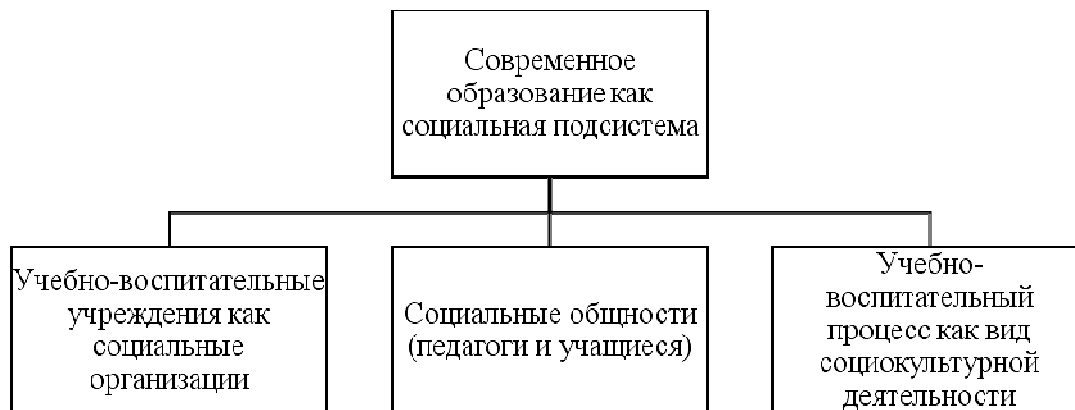 Современное
образование как
социальная подсистема
Учебно-воспитательные
учреждения как
социальные
организации
Социальные общности
(педагоги и учащиеся)
Учебно-
воспитательный
процесс как вид
социокультурной
деятельности